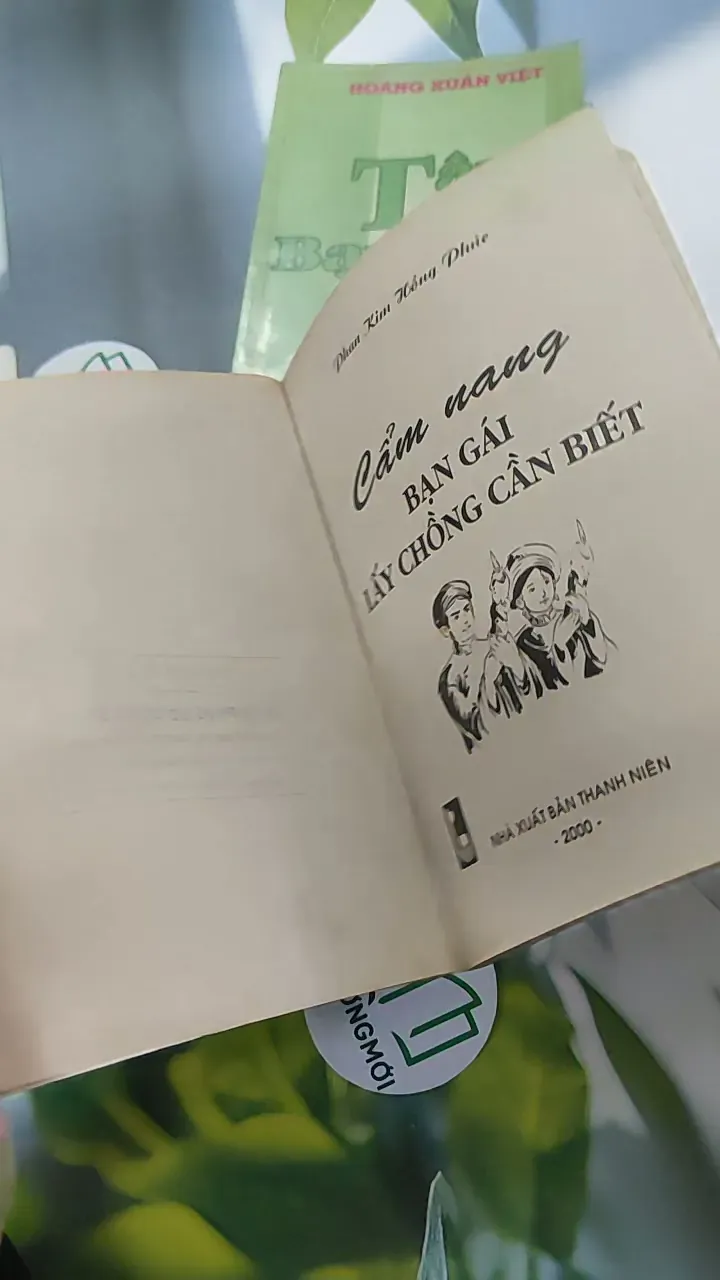 HOÀNG XUÂN VIỆT
Phan Kim Hồng Phúc
Cẩm nang
BẠN GÁI
LẤY CHỒNG CẦN BIẾT
NHÀ XUẤT BẢN THANH NIÊN
- 2000 -